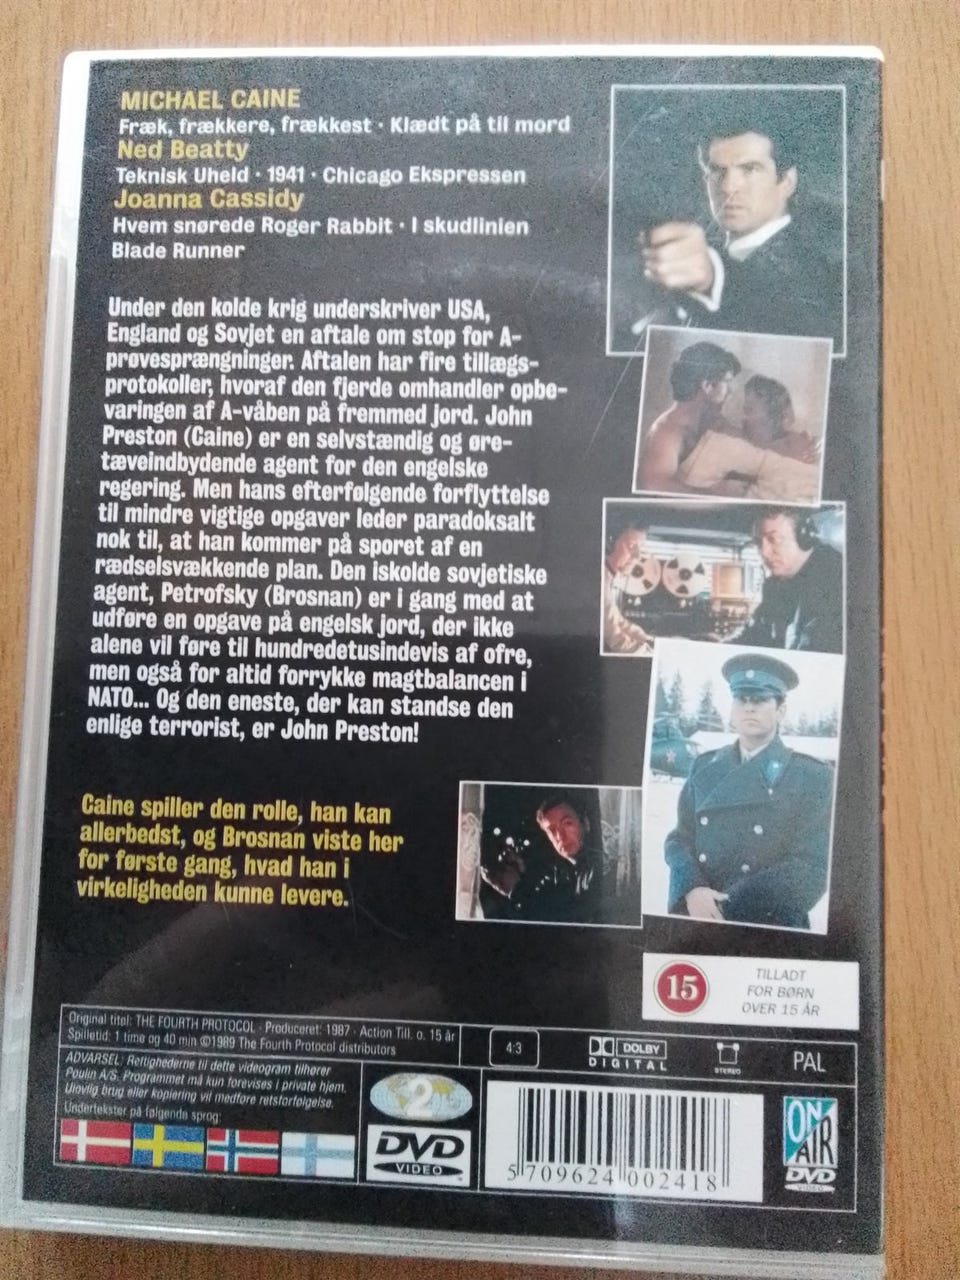 MICHAEL CAINE
Fræk, frækkere, frækkest · Klædt på til mord
Ned Beatty
Teknisk Uheld · 1941 · Chicago Ekspressen
Joanna Cassidy
Hvem snørede Roger Rabbit · I skudlinien
Blade Runner
Under den kolde krig underskriver USA,
England og Sovjet en aftale om stop for A-
prøvesprængninger. Aftalen har fire tillægs-
protokoller, hvoraf den fjerde omhandler opbe-
varingen af A-våben på fremmed jord. John
Preston (Caine) er en selvstændig og øre-
tæveindbydende agent for den engelske
regering. Men hans efterfølgende forflyttelse
til mindre vigtige opgaver leder paradoksalt
nok til, at han kommer på sporet af en
rædselsvækkende plan. Den iskolde sovjetiske
agent, Petrofsky (Brosnan) er i gang med at
udføre en opgave på engelsk jord, der ikke
alene vil føre til hundredetusindevis af ofre,
men også for altid forrykke magtbalancen i
NATO... Og den eneste, der kan standse den
enlige terrorist, er John Preston!
Caine spiller den rolle, han kan
allerbedst, og Brosnan viste her
for første gang, hvad han i
virkeligheden kunne levere.
15
TILLADT
FOR BØRN
OVER 15 ÅR
Original titel: THE FOURTH PROTOCOL · Produceret: 1987 · Action Till. o. 15 år
Spilletid: 1 time og 40 min ©1989 The Fourth Protocol distributors
4:3
DOLBY
DIGITAL
STEREO
PAL
ADVARSEL: Rettighederne til dette videogram tilhører
Poulin A/S. Programmet må kun forevises i private hjem.
Ulovlig brug eller kopiering vil medføre retsforfølgelse.
Undertekster på følgende sprog:
2
DVD
VIDEO
5 709624 002418
ON
AIR
DVD
VIDEO